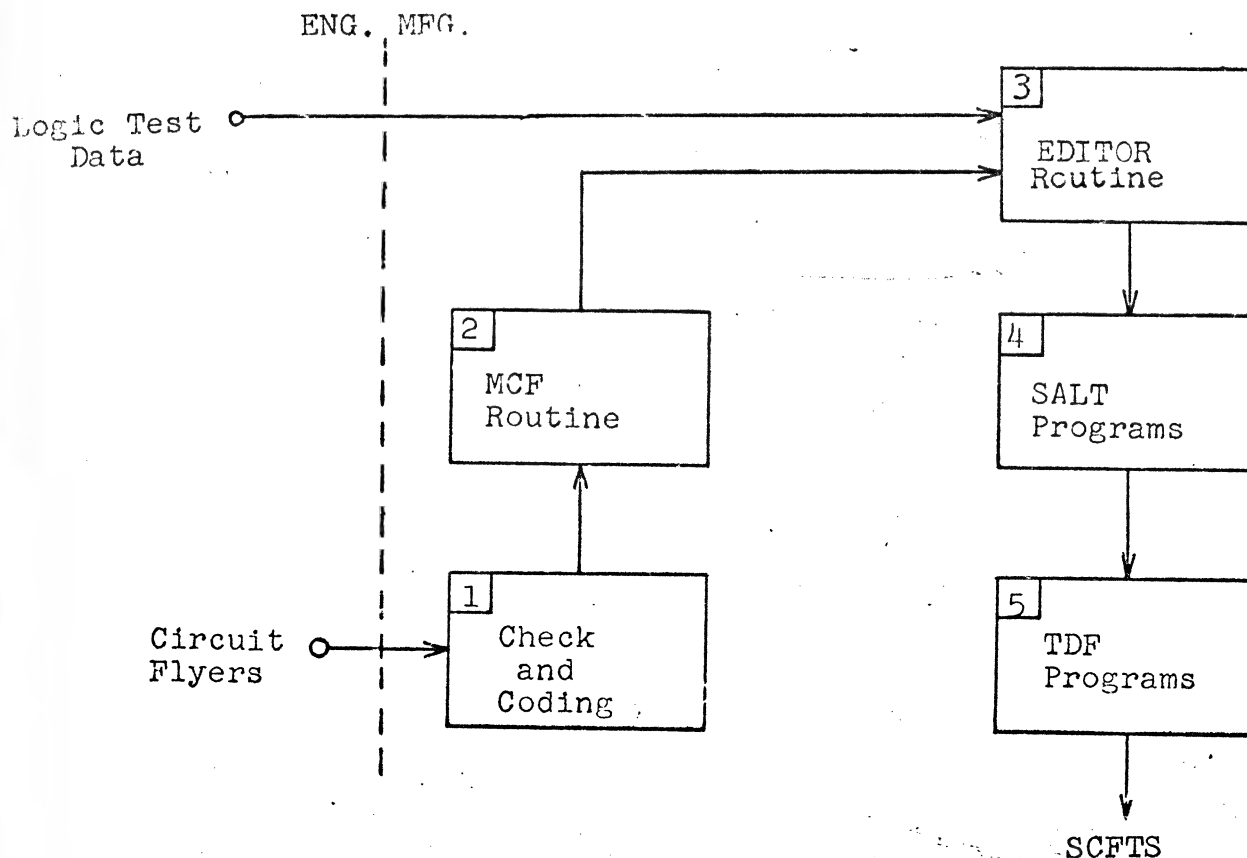 ENG. MFG.
Logic Test
Data
3
EDITOR
Routine
2
MCF
Routine
4
SALT
Programs
1
Check
and
Coding
Circuit
Flyers
5
TDF
Programs
SCFTS